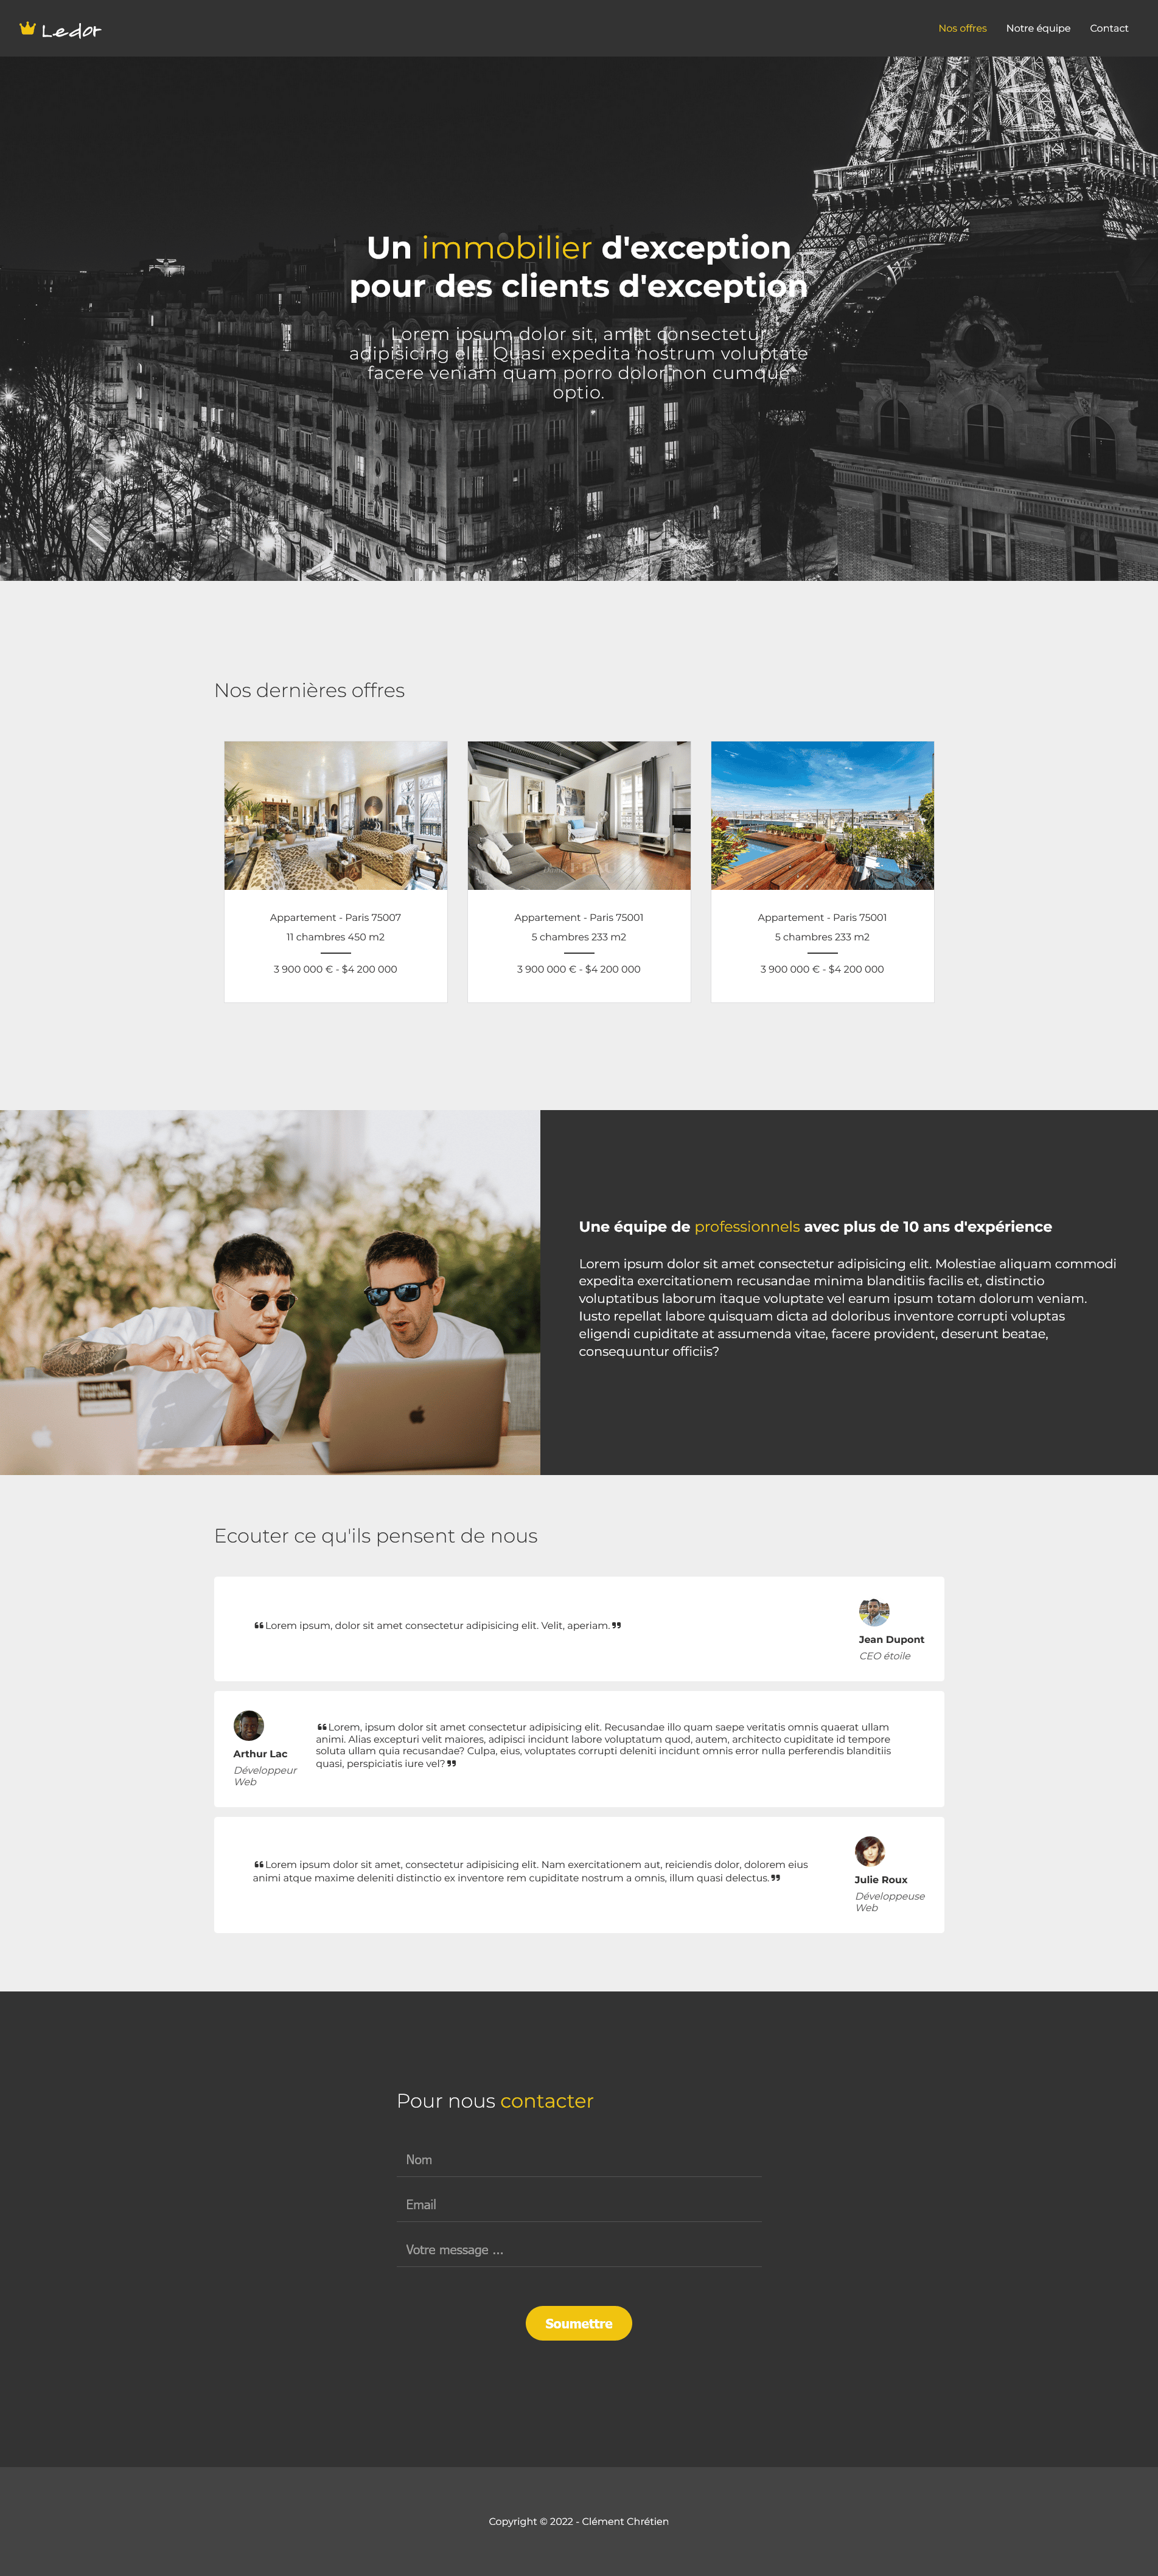 Ledor
Nos offres Notre équipe Contact
Un immobilier d'exception
pour des clients d'exception
Lorem ipsum dolor sit, amet consectetur
adipisicing elit. Quasi expedita nostrum voluptate
facere veniam quam porro dolor non cumque
optio.
Nos dernières offres
Appartement - Paris 75007
11 chambres 450 m2
3 900 000 € - $4 200 000
Appartement - Paris 75001
5 chambres 233 m2
3 900 000 € - $4 200 000
Appartement - Paris 75001
5 chambres 233 m2
3 900 000 € - $4 200 000
Une équipe de professionnels avec plus de 10 ans d'expérience
Lorem ipsum dolor sit amet consectetur adipisicing elit. Molestiae aliquam commodi
expedita exercitationem recusandae minima blanditiis facilis et, distinctio
voluptatibus laborum itaque voluptate vel earum ipsum totam dolorum veniam.
Iusto repellat labore quisquam dicta ad doloribus inventore corrupti voluptas
eligendi cupiditate at assumenda vitae, facere provident, deserunt beatae,
consequuntur officiis?
Ecouter ce qu'ils pensent de nous
❝ Lorem ipsum, dolor sit amet consectetur adipisicing elit. Velit, aperiam. ❞
Jean Dupont
CEO étoile
Arthur Lac
Développeur
Web
❝ Lorem, ipsum dolor sit amet consectetur adipisicing elit. Recusandae illo quam saepe veritatis omnis quaerat ullam
animi. Alias excepturi velit maiores, adipisci incidunt labore voluptatum quod, autem, architecto cupiditate id tempore
soluta ullam quia recusandae? Culpa, eius, voluptates corrupti deleniti incidunt omnis error nulla perferendis blanditiis
quasi, perspiciatis iure vel? ❞
❝ Lorem ipsum dolor sit amet, consectetur adipisicing elit. Nam exercitationem aut, reiciendis dolor, dolorem eius
animi atque maxime deleniti distinctio ex inventore rem cupiditate nostrum a omnis, illum quasi delectus. ❞
Julie Roux
Développeuse
Web
Pour nous contacter
Nom
Email
Votre message ...
Soumettre
Copyright © 2022 - Clément Chrétien